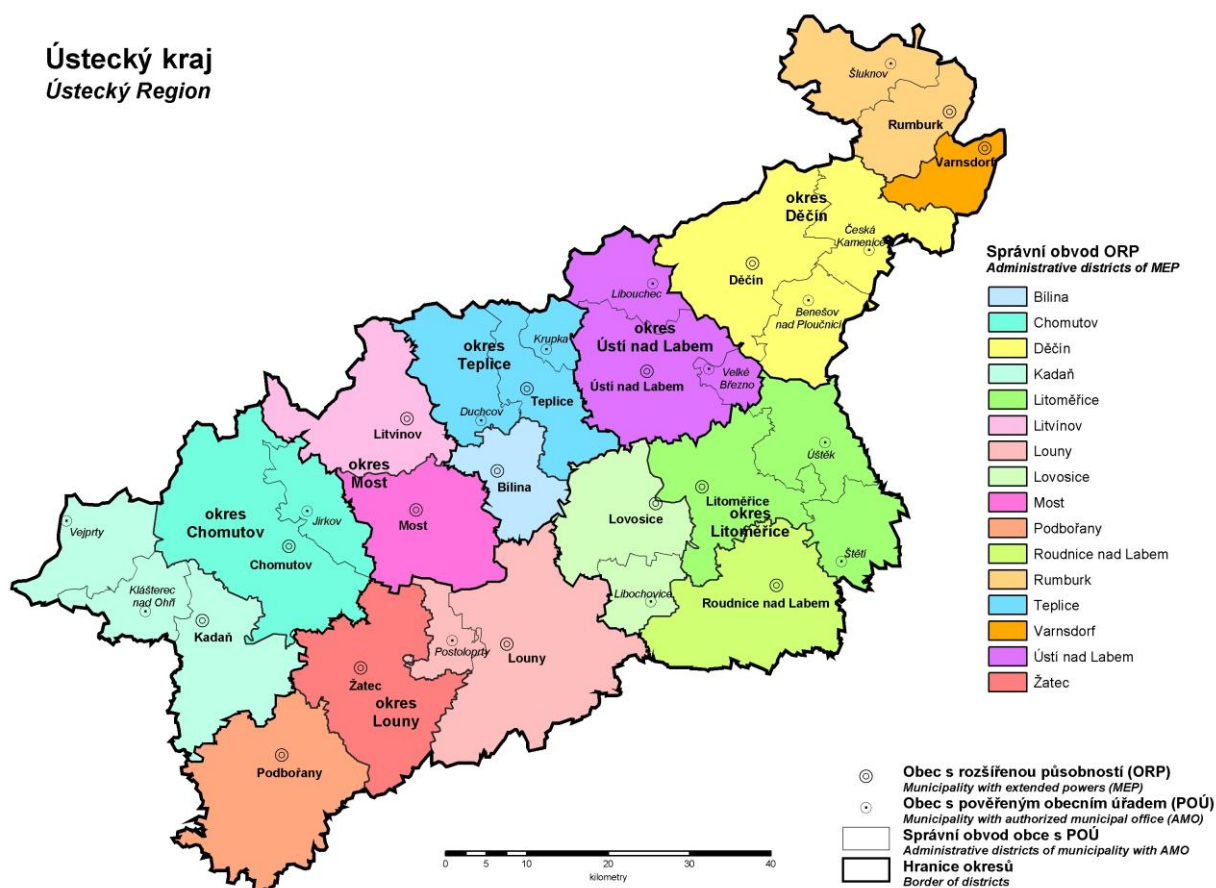 Ústecký kraj
Ústecký Region
Šluknov
Rumburk
Varnsdorf
okres
Děčín
Česká
Kamenice
Děčín
Benešov
nad Ploučnicí
Libouchec
okres
Ústí nad Labem
Ústí nad Labem
Velké
Březno
okres
Teplice
Krupka
Teplice
Duchcov
Bílina
Litvínov
okres
Most
Most
okres
Chomutov
Jirkov
Chomutov
Vejprty
Klášterec
nad Ohří
Kadaň
Úštěk
Litoměřice
okres
Litoměřice
Lovosice
Štětí
Libochovice
Roudnice nad Labem
Postoloprty
Louny
Žatec
okres
Louny
Podbořany
Správní obvod ORP
Administrative districts of MEP
Bílina
Chomutov
Děčín
Kadaň
Litoměřice
Litvínov
Louny
Lovosice
Most
Podbořany
Roudnice nad Labem
Rumburk
Teplice
Varnsdorf
Ústí nad Labem
Žatec
Obec s rozšířenou působností (ORP)
Municipality with extended powers (MEP)
Obec s pověřeným obecním úřadem (POÚ)
Municipality with authorized municipal office (AMO)
Správní obvod obce s POÚ
Administrative districts of municipality with AMO
Hranice okresů
Border of districts
0 5 10 20 30 40
kilometry